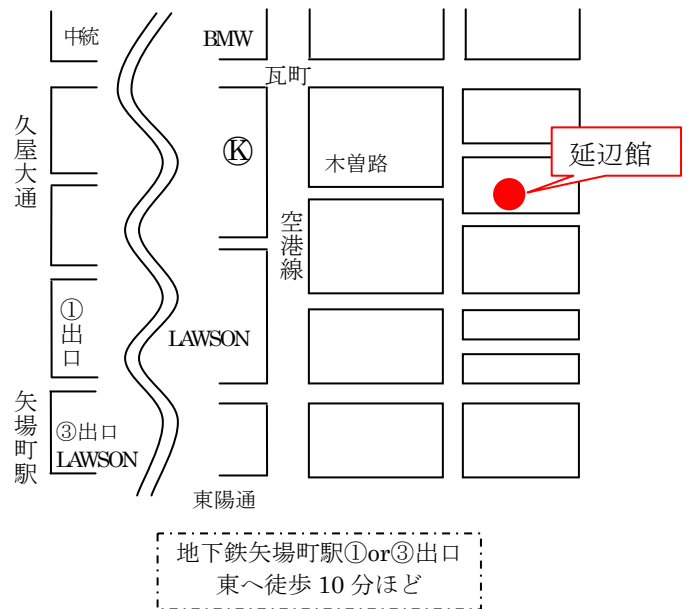 中統
BMW
瓦町
久屋大通
Ⓚ
木曽路
延辺館
空港線
①出口
LAWSON
矢場町駅
③出口
LAWSON
東陽通
地下鉄矢場町駅①or③出口
東へ徒歩 10 分ほど